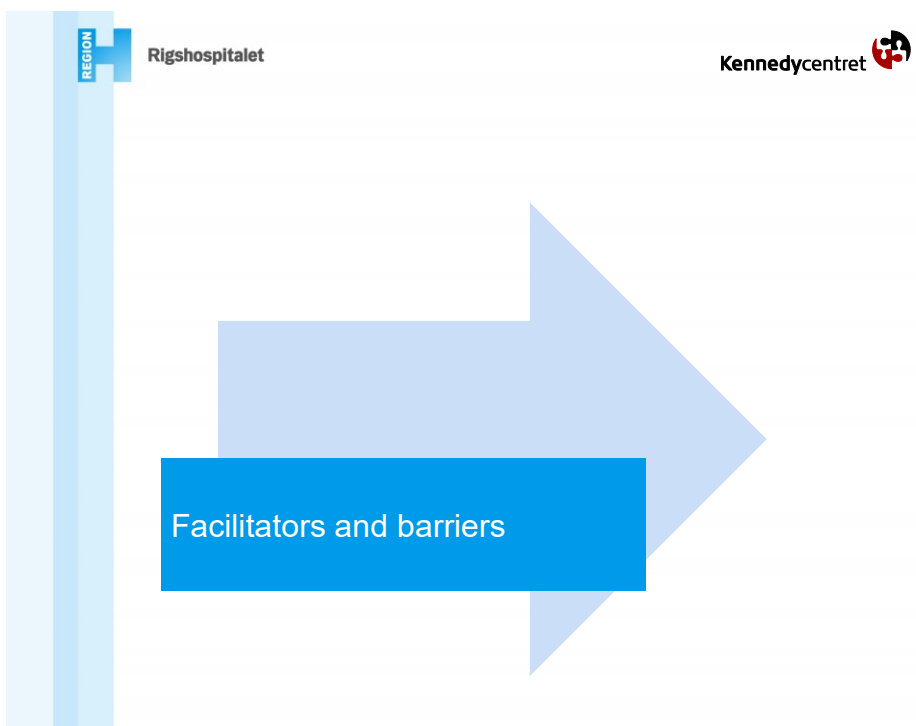 REGION
Rigshospitalet
Kennedycentret
Facilitators and barriers